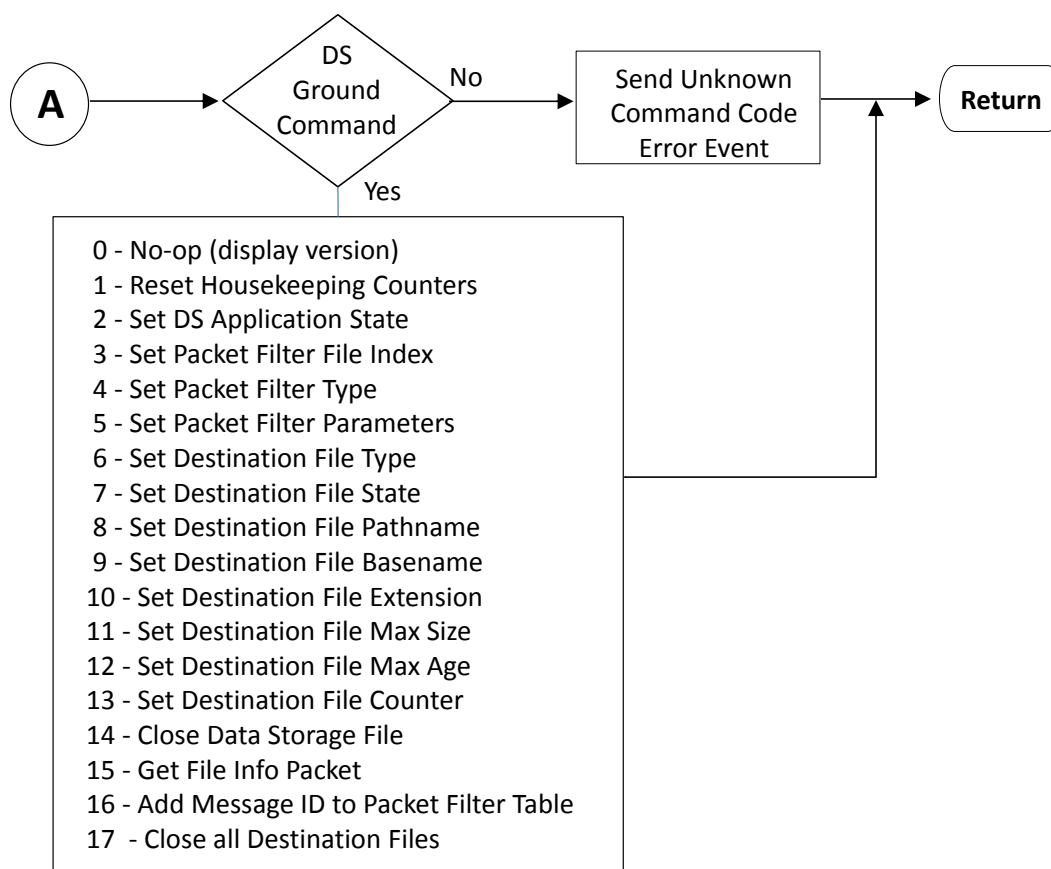 A
DS
Ground
Command
No
Send Unknown
Command Code
Error Event
Return
Yes
0 - No-op (display version)
1 - Reset Housekeeping Counters
2 - Set DS Application State
3 - Set Packet Filter File Index
4 - Set Packet Filter Type
5 - Set Packet Filter Parameters
6 - Set Destination File Type
7 - Set Destination File State
8 - Set Destination File Pathname
9 - Set Destination File Basename
10 - Set Destination File Extension
11 - Set Destination File Max Size
12 - Set Destination File Max Age
13 - Set Destination File Counter
14 - Close Data Storage File
15 - Get File Info Packet
16 - Add Message ID to Packet Filter Table
17 - Close all Destination Files